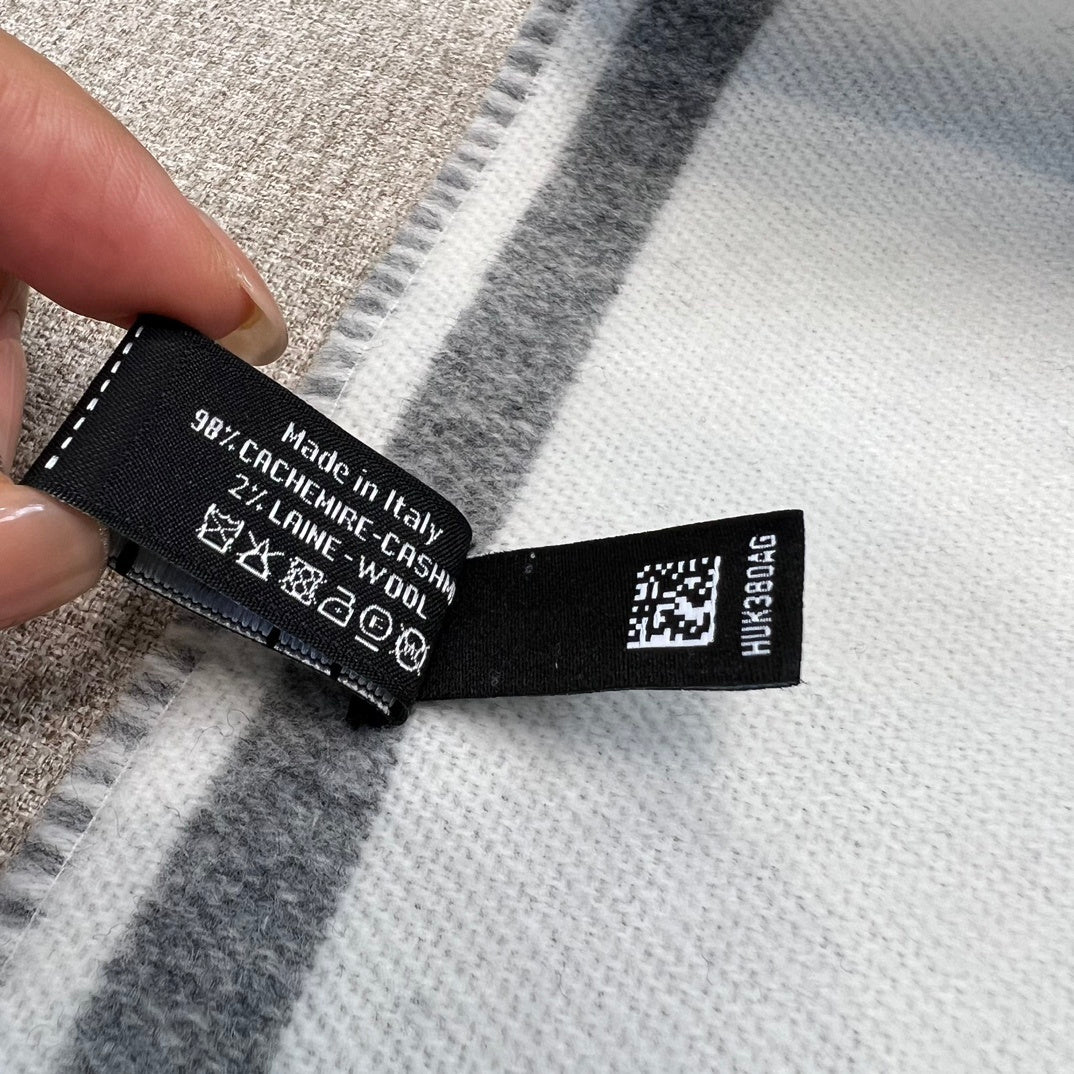 Made in Italy
98% CACHEMIRE-CASHM
2% LAINE-WOOL
HUK380AG